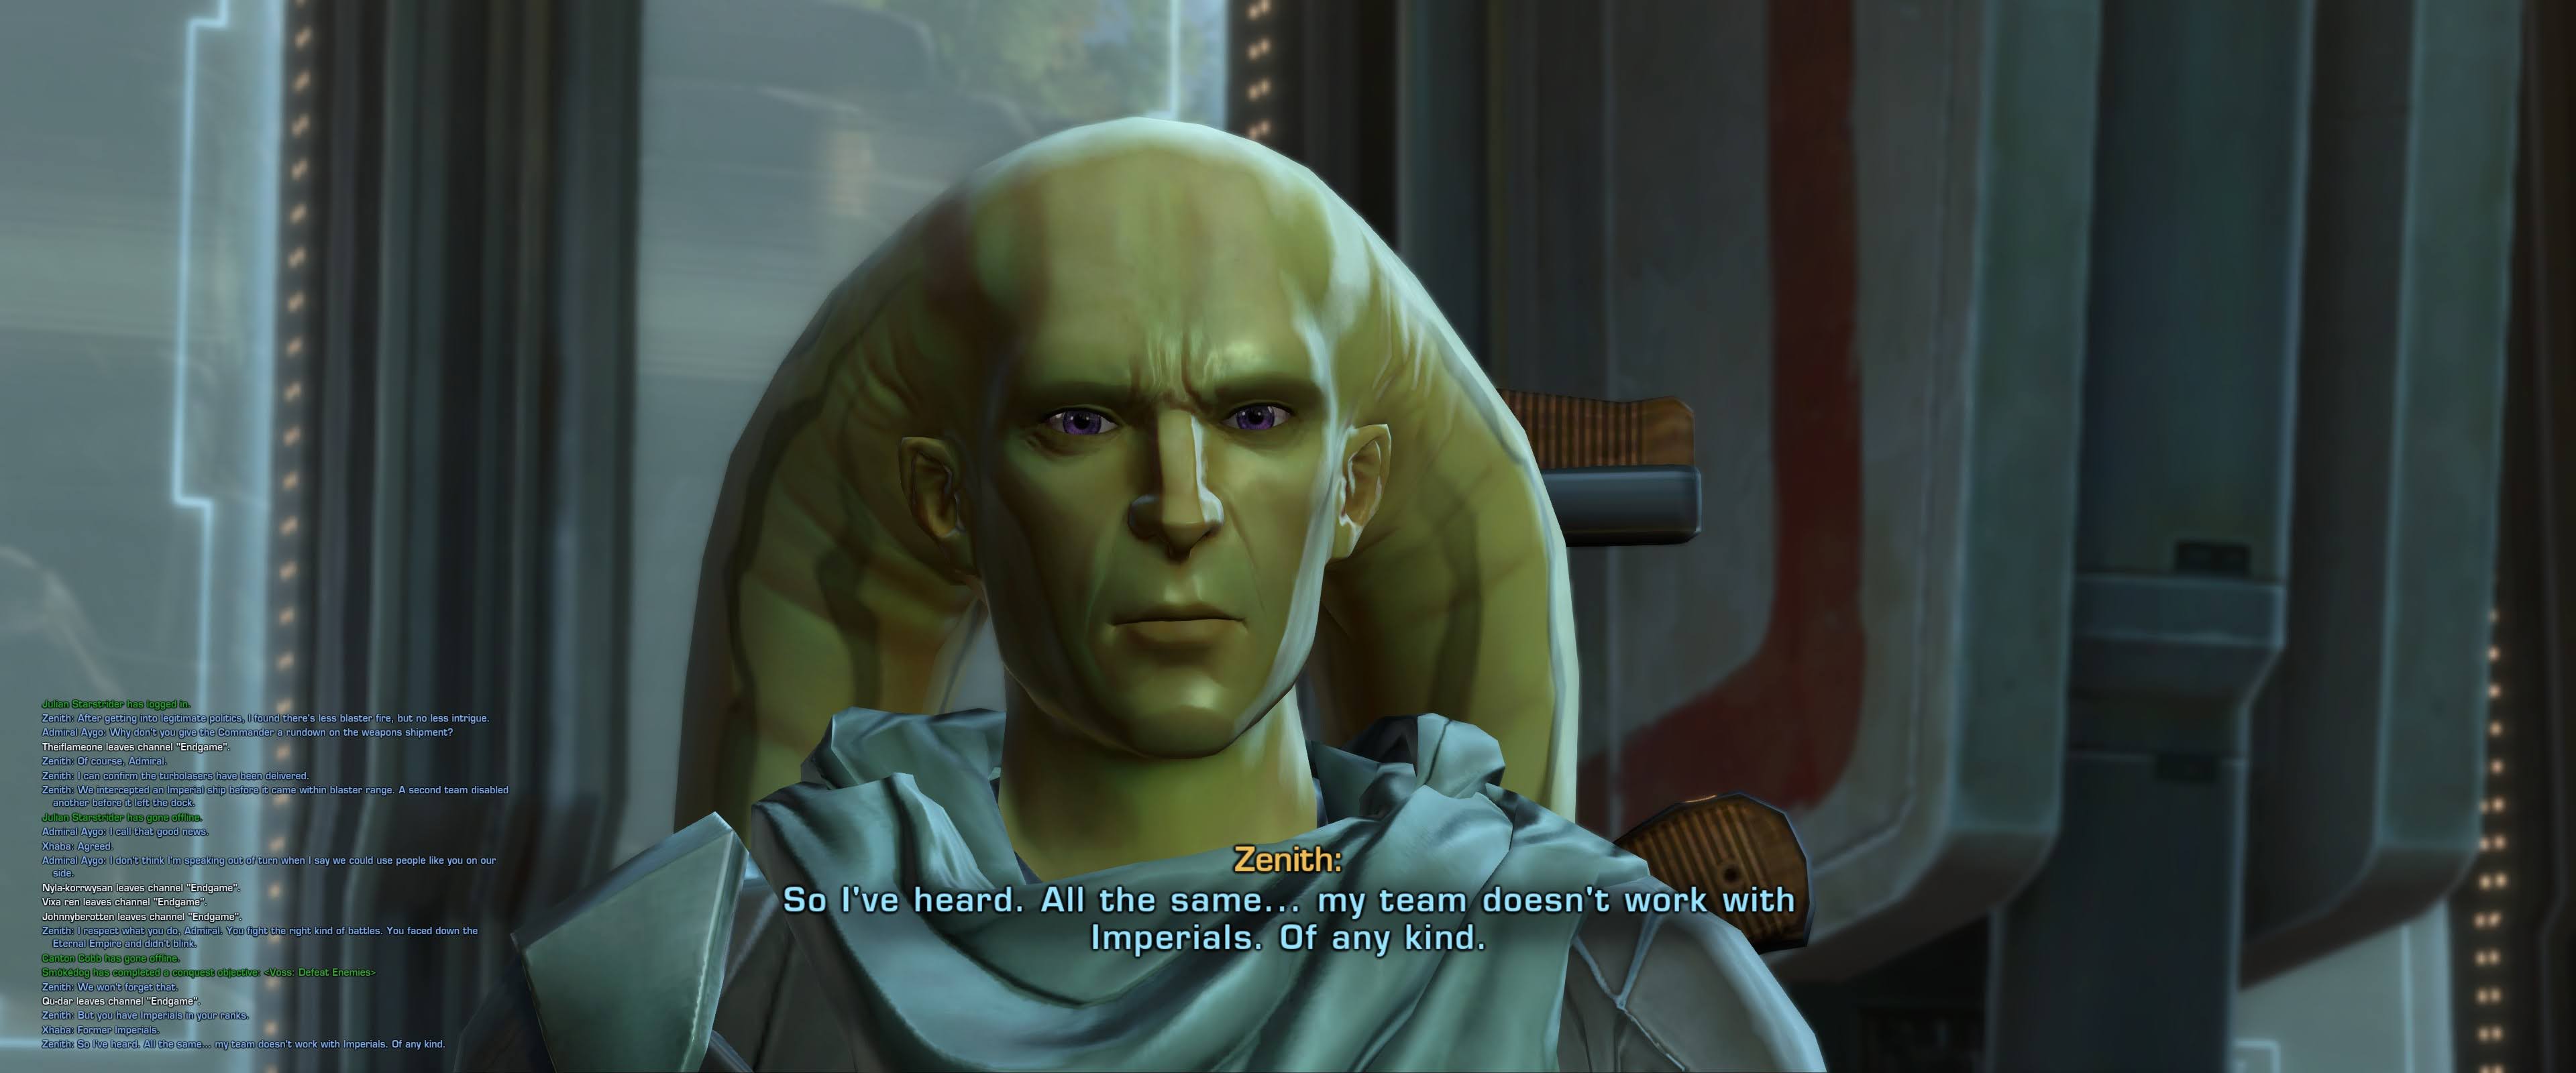 Julian Starstrider has logged in.
Zenith: After getting into legitimate politics, I found there's less blaster fire, but no less intrigue.
Admiral Aygo: Why don't you give the Commander a rundown on the weapons shipment?
Theiflameone leaves channel "Endgame".
Zenith: Of course, Admiral.
Zenith: I can confirm the turbolasers have been delivered.
Zenith: We intercepted an Imperial ship before it came within blaster range. A second team disabled
another before it left the dock.
Julian Starstrider has gone offline.
Admiral Aygo: I call that good news.
Xhaba: Agreed.
Admiral Aygo: I don't think I'm speaking out of turn when I say we could use people like you on our
side.
Nyla-korrwysan leaves channel "Endgame".
Vixa ren leaves channel "Endgame".
Johnnyberotten leaves channel "Endgame".
Zenith: I respect what you do, Admiral. You fight the right kind of battles. You faced down the
Eternal Empire and didn't blink.
Canton Cobb has gone offline.
Smökëdog has completed a conquest objective: <Voss: Defeat Enemies>
Zenith: We won't forget that.
Qu-dar leaves channel "Endgame".
Zenith: But you have Imperials in your ranks.
Xhaba: Former Imperials.
Zenith: So I've heard. All the same... my team doesn't work with Imperials. Of any kind.
Zenith:
So I've heard. All the same... my team doesn't work with
Imperials. Of any kind.